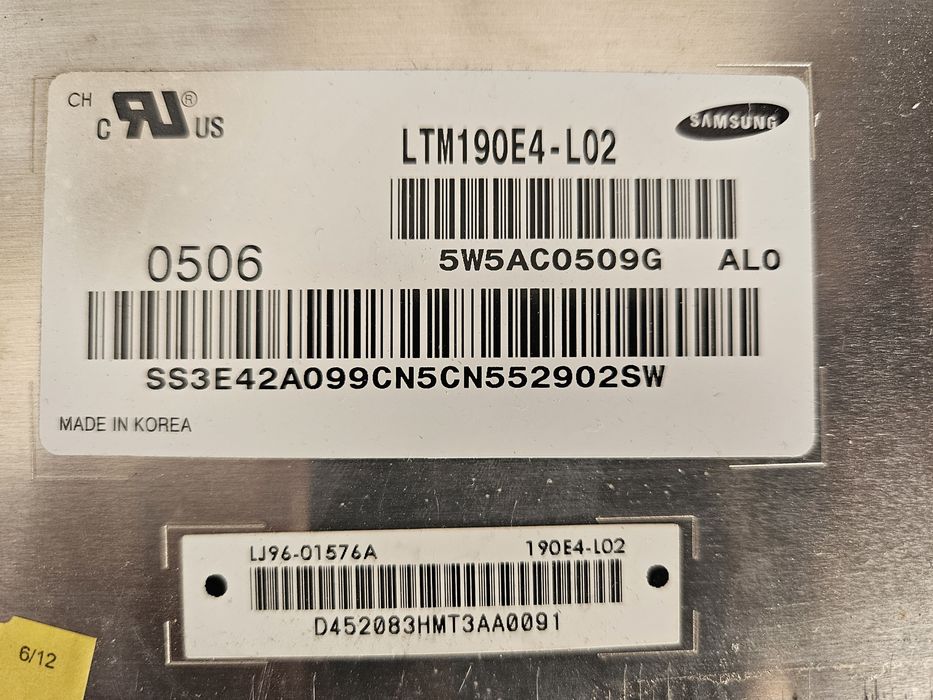 CH
C RU ® US
SAMSUNG
LTM190E4-L02
0506
5W5AC0509G AL0
SS3E42A099CN5CN552902SW
MADE IN KOREA
LJ96-01576A 190E4-L02
D452083HMT3AA0091
6/12